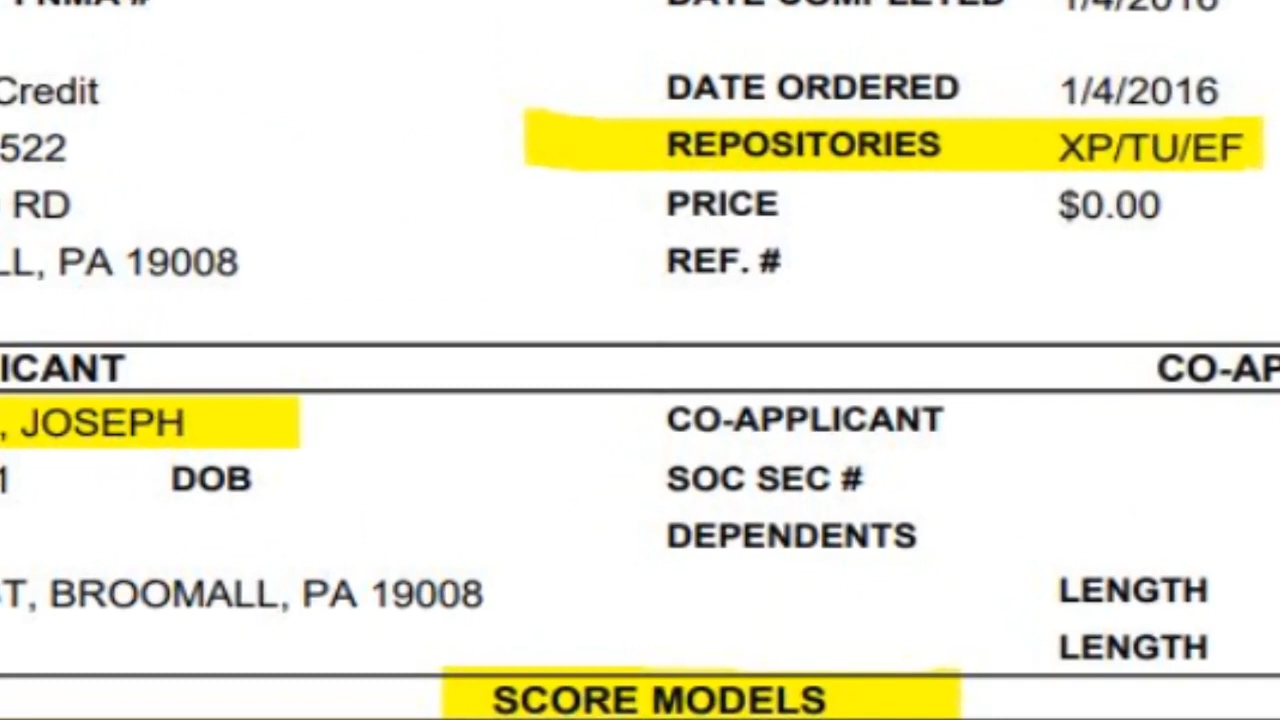 FNMA # DATE COMPLETED 1/4/2016
Credit DATE ORDERED 1/4/2016
522 REPOSITORIES XP/TU/EF
RD PRICE $0.00
LL, PA 19008 REF. #
ICANT CO-AP
, JOSEPH CO-APPLICANT
1 DOB SOC SEC #
DEPENDENTS
ST, BROOMALL, PA 19008 LENGTH
LENGTH
SCORE MODELS